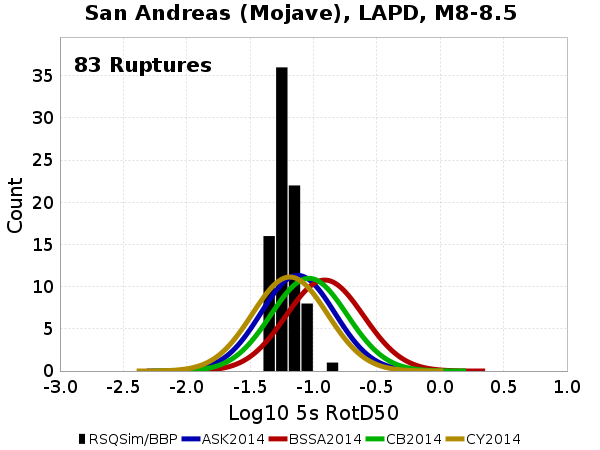 San Andreas (Mojave), LAPD, M8-8.5
83 Ruptures
Count
35
30
25
20
15
10
5
0
-3.0 -2.5 -2.0 -1.5 -1.0 -0.5 0.0 0.5 1.0
Log10 5s RotD50
RSQSim/BBP ASK2014 BSSA2014 CB2014 CY2014